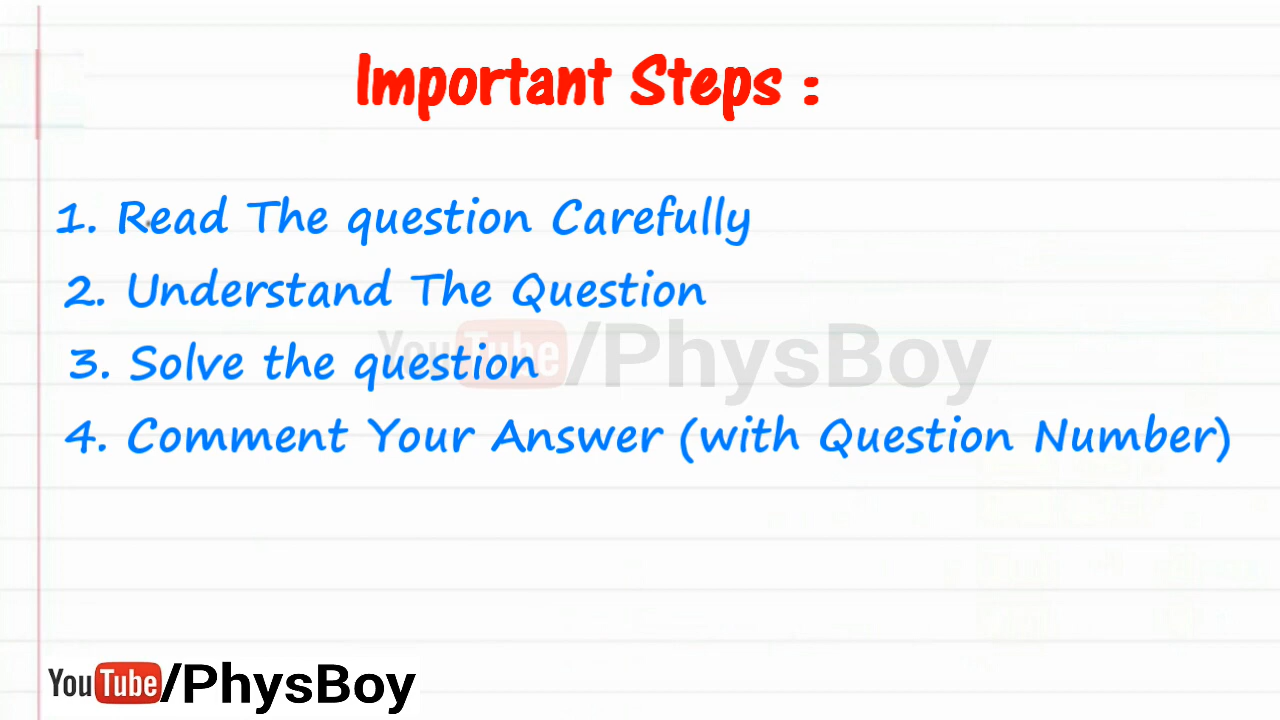 Important Steps :
1. Read The question Carefully
2. Understand The Question
YouTube/PhysBoy
3. Solve the question
4. Comment Your Answer (with Question Number)
YouTube/PhysBoy